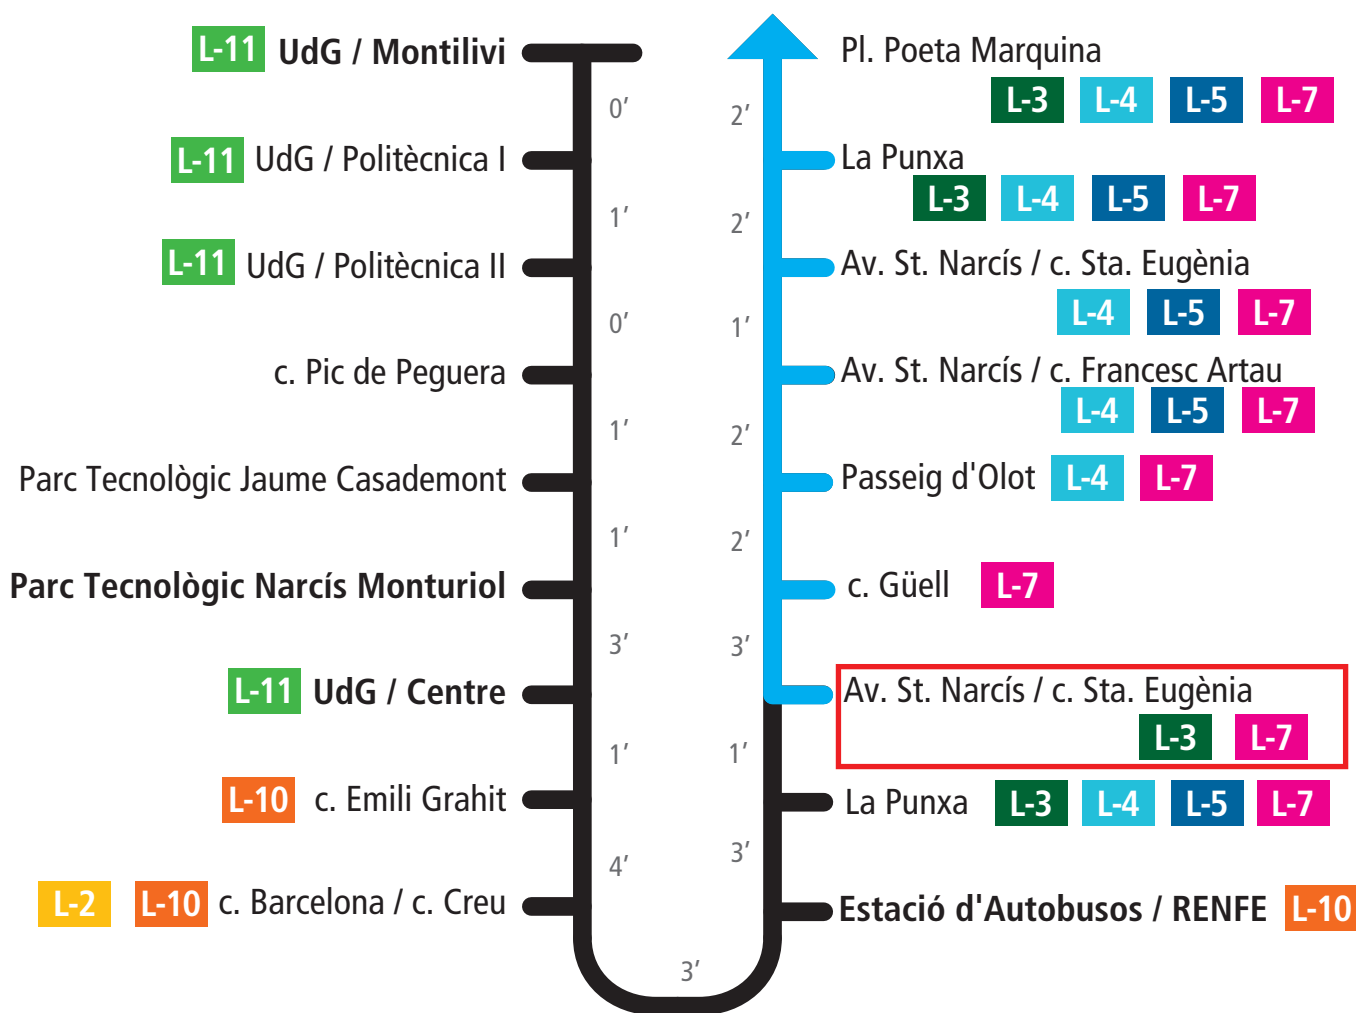 L-11 UdG / Montilivi
0’
L-11 UdG / Politècnica I
1’
L-11 UdG / Politècnica II
0’
c. Pic de Peguera
1’
Parc Tecnològic Jaume Casademont
1’
Parc Tecnològic Narcís Monturiol
3’
L-11 UdG / Centre
1’
L-10 c. Emili Grahit
4’
L-2 L-10 c. Barcelona / c. Creu
3’
Pl. Poeta Marquina
L-3 L-4 L-5 L-7
2’
La Punxa
L-3 L-4 L-5 L-7
2’
Av. St. Narcís / c. Sta. Eugènia
L-4 L-5 L-7
1’
Av. St. Narcís / c. Francesc Artau
L-4 L-5 L-7
2’
Passeig d'Olot L-4 L-7
2’
c. Güell L-7
3’
Av. St. Narcís / c. Sta. Eugènia
L-3 L-7
1’
La Punxa L-3 L-4 L-5 L-7
3’
Estació d'Autobusos / RENFE L-10